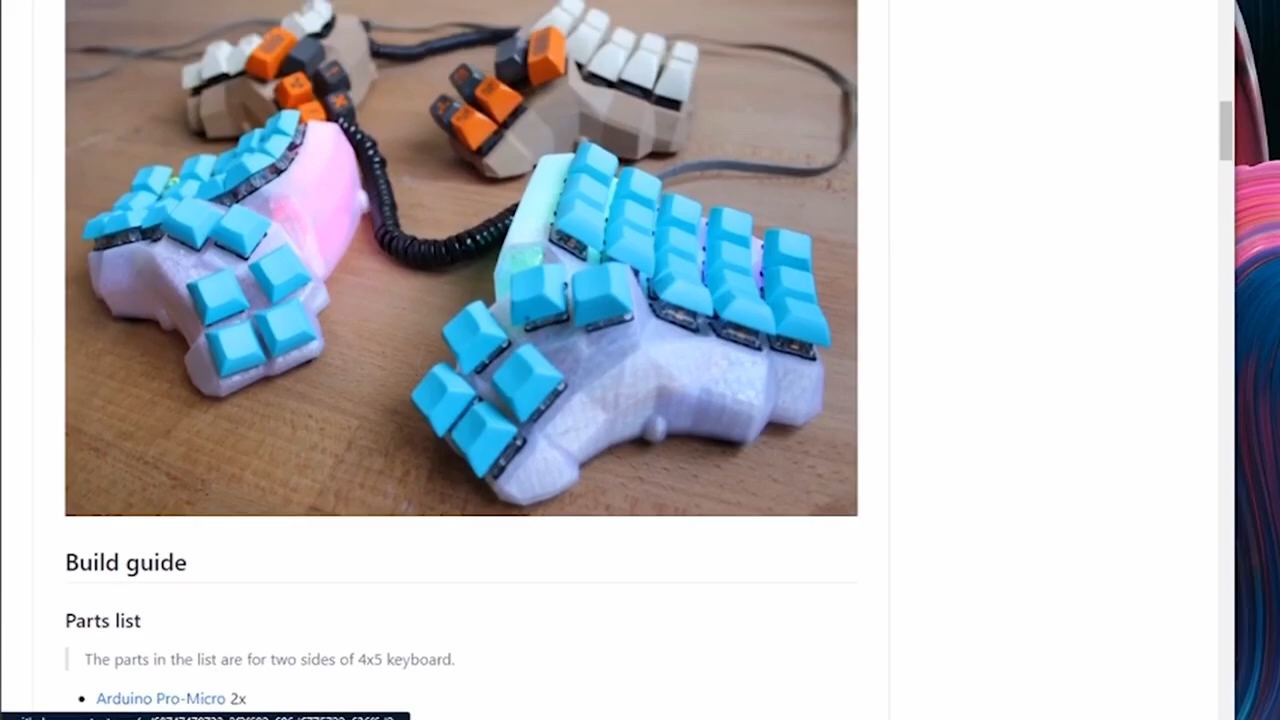 Build guide
Parts list
The parts in the list are for two sides of 4x5 keyboard.
Arduino Pro-Micro 2x